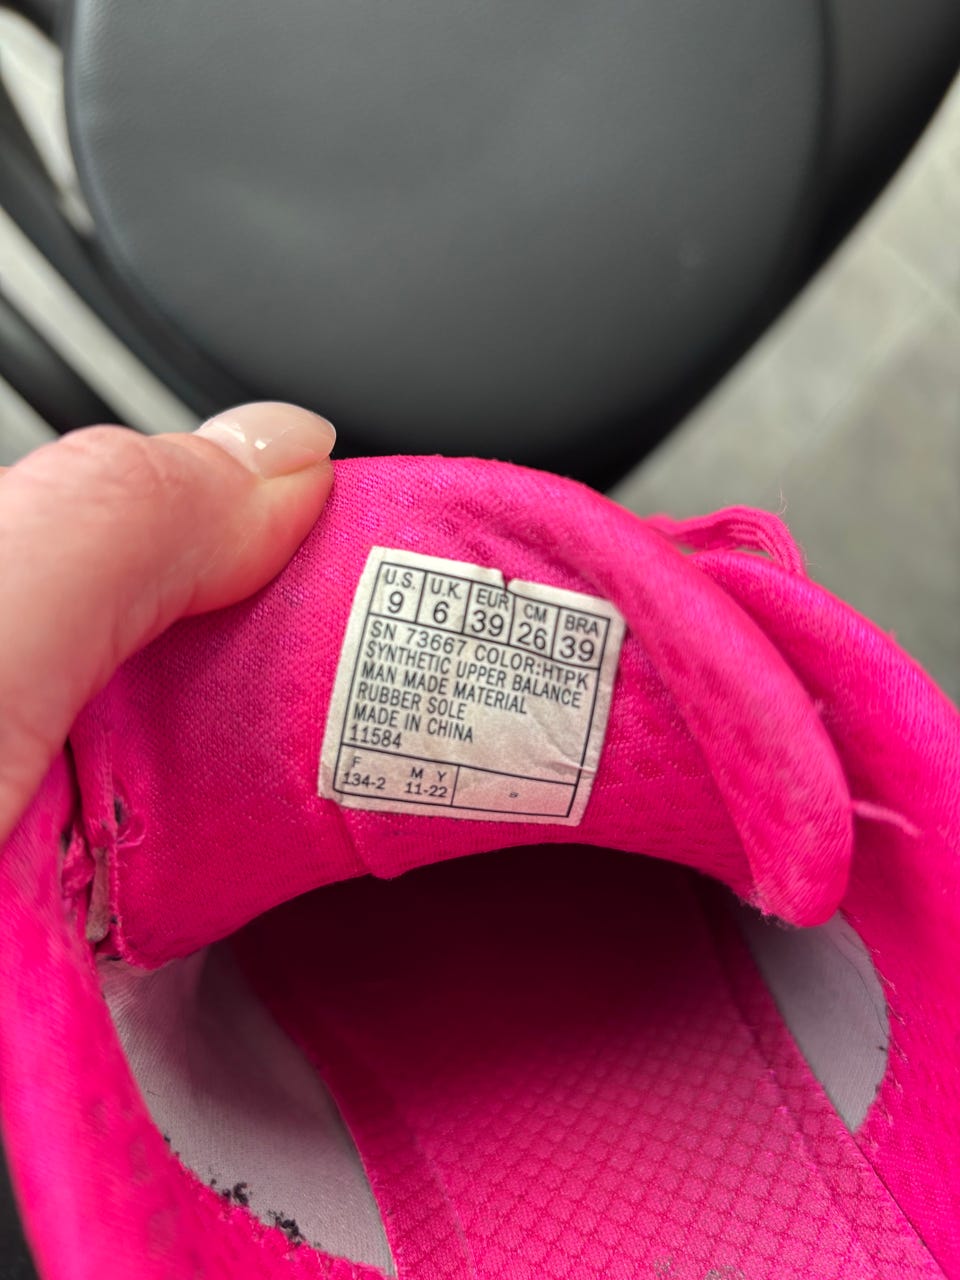 U.S. U.K. EUR CM BRA
9 6 39 26 39
SN 73667 COLOR:HTPK
SYNTHETIC UPPER BALANCE
MAN MADE MATERIAL
RUBBER SOLE
MADE IN CHINA
11584
F M Y
134-2 11-22